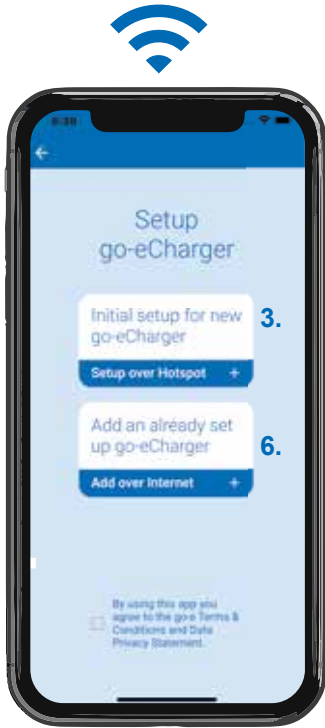 8:38
Setup
go-eCharger
Initial setup for new
go-eCharger
3.
Setup over Hotspot +
Add an already set
up go-eCharger
6.
Add over Internet +
By using this app you
agree to the go-e Terms &
Conditions and Data
Privacy Statement.